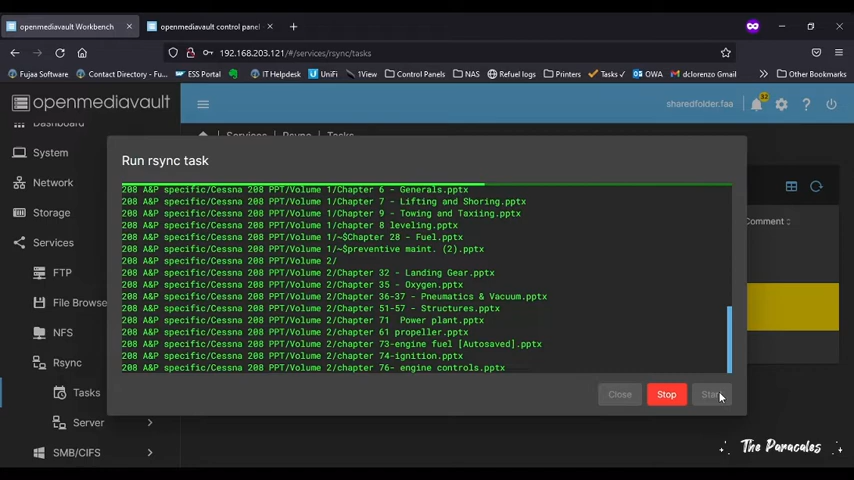 openmediavault Workbench
openmediavault control panel
192.168.203.121/#/services/rsync/tasks
Fujaa Software
Contact Directory - Fu...
ESS Portal
IT Helpdesk
UniFi
1View
Control Panels
NAS
Refuel logs
Printers
Tasks ✓
OWA
dclorenzo Gmail
Other Bookmarks
openmediavault
sharedfolder.faa
Dashboard
Services
Rsync
Tasks
System
Network
Storage
Services
FTP
File Browse
NFS
Rsync
Tasks
Server
SMB/CIFS
Run rsync task
208 A&P specific/Cessna 208 PPT/Volume 1/Chapter 6 - Generals.pptx
208 A&P specific/Cessna 208 PPT/Volume 1/Chapter 7 - Lifting and Shoring.pptx
208 A&P specific/Cessna 208 PPT/Volume 1/Chapter 9 - Towing and Taxiing.pptx
208 A&P specific/Cessna 208 PPT/Volume 1/chapter 8 leveling.pptx
208 A&P specific/Cessna 208 PPT/Volume 1/~$Chapter 28 - Fuel.pptx
208 A&P specific/Cessna 208 PPT/Volume 1/~$preventive maint. (2).pptx
208 A&P specific/Cessna 208 PPT/Volume 2/
208 A&P specific/Cessna 208 PPT/Volume 2/Chapter 32 - Landing Gear.pptx
208 A&P specific/Cessna 208 PPT/Volume 2/Chapter 35 - Oxygen.pptx
208 A&P specific/Cessna 208 PPT/Volume 2/Chapter 36-37 - Pneumatics & Vacuum.pptx
208 A&P specific/Cessna 208 PPT/Volume 2/Chapter 51-57 - Structures.pptx
208 A&P specific/Cessna 208 PPT/Volume 2/Chapter 71  Power plant.pptx
208 A&P specific/Cessna 208 PPT/Volume 2/chapter 61 propeller.pptx
208 A&P specific/Cessna 208 PPT/Volume 2/chapter 73-engine fuel [Autosaved].pptx
208 A&P specific/Cessna 208 PPT/Volume 2/chapter 74-ignition.pptx
208 A&P specific/Cessna 208 PPT/Volume 2/chapter 76- engine controls.pptx
Comment
Close
Stop
Start
The Paracales